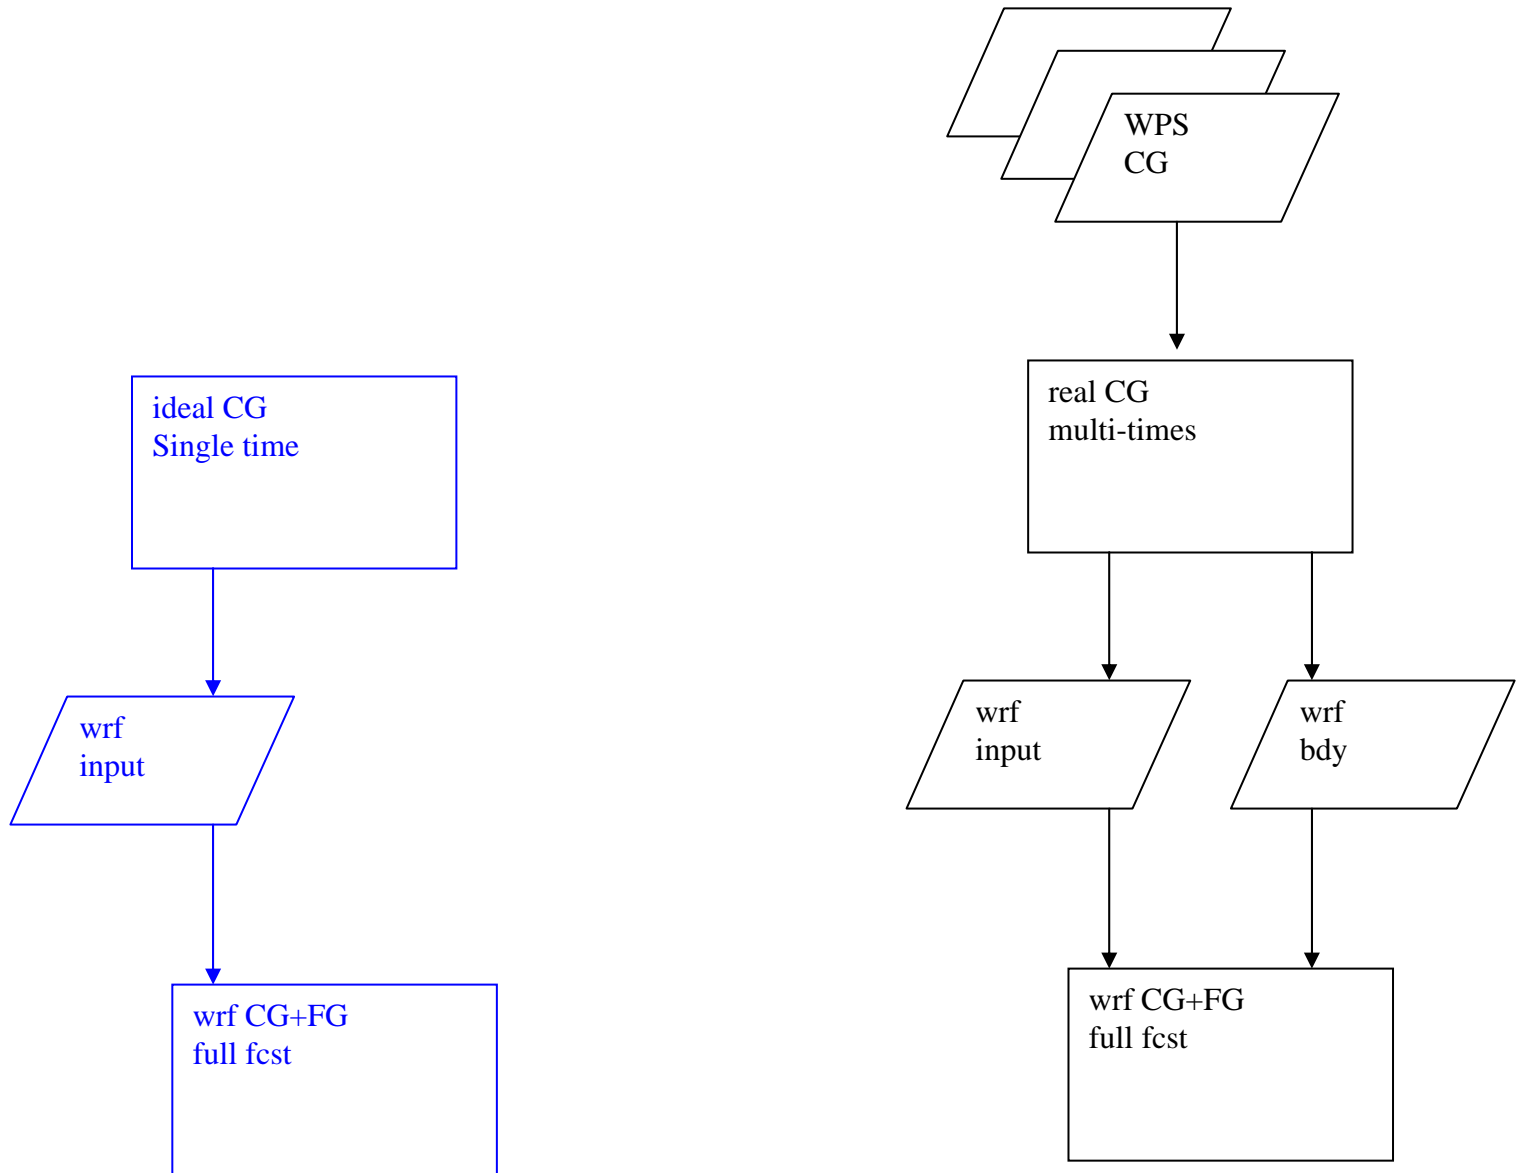 WPS
CG
ideal CG
Single time
real CG
multi-times
wrf
input
wrf
input
wrf
bdy
wrf CG+FG
full fcst
wrf CG+FG
full fcst